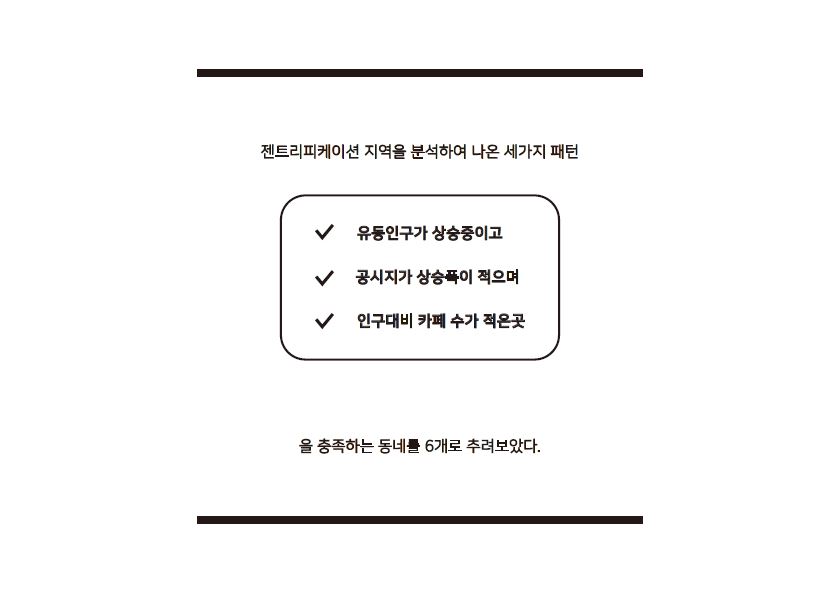 젠트리피케이션 지역을 분석하여 나온 세가지 패턴
유동인구가 상승중이고
공시지가 상승폭이 적으며
인구대비 카페 수가 적은곳
을 충족하는 동네를 6개로 추려보았다.